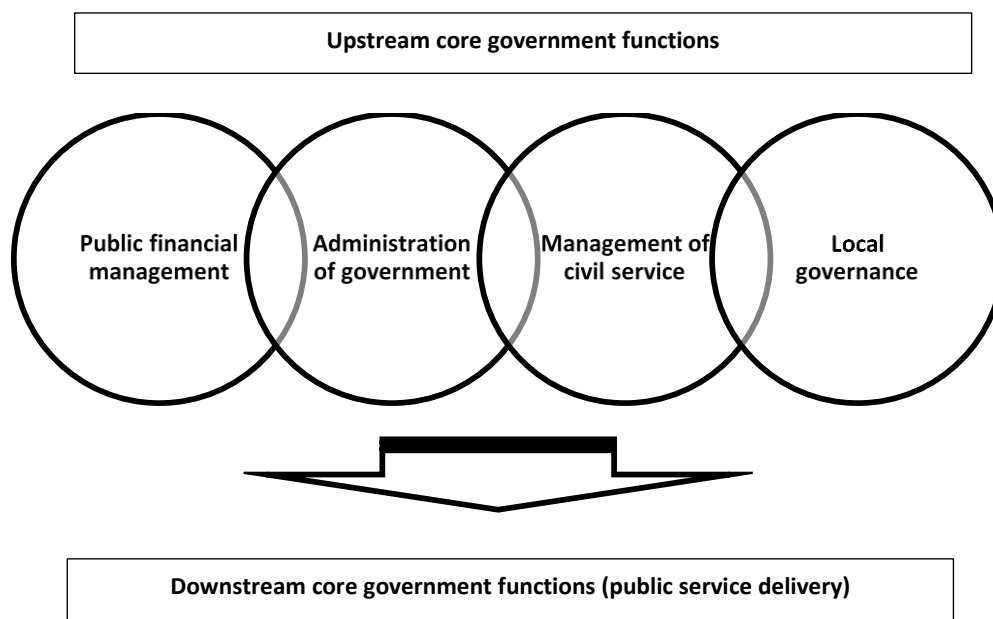 Upstream core government functions
Public financial
management
Administration
of government
Management of
civil service
Local
governance
Downstream core government functions (public service delivery)